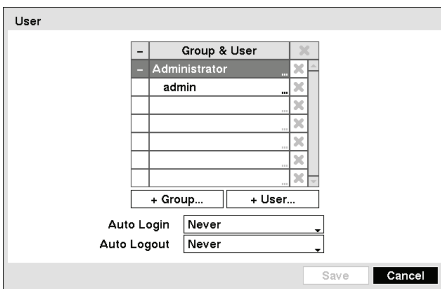 User
– Group & User
– Administrator ...
admin ...
...
...
...
...
...
+ Group... + User...
Auto Login Never
Auto Logout Never
Save Cancel